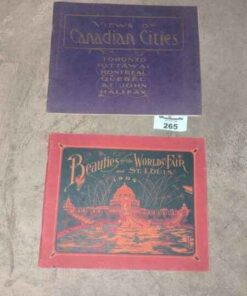 VIEWS OF
CANADIAN CITIES
TORONTO
OTTAWA
MONTREAL
QUEBEC
ST JOHN
HALIFAX
265
BEAUTIES OF THE WORLD'S FAIR
AND ST. LOUIS
1904